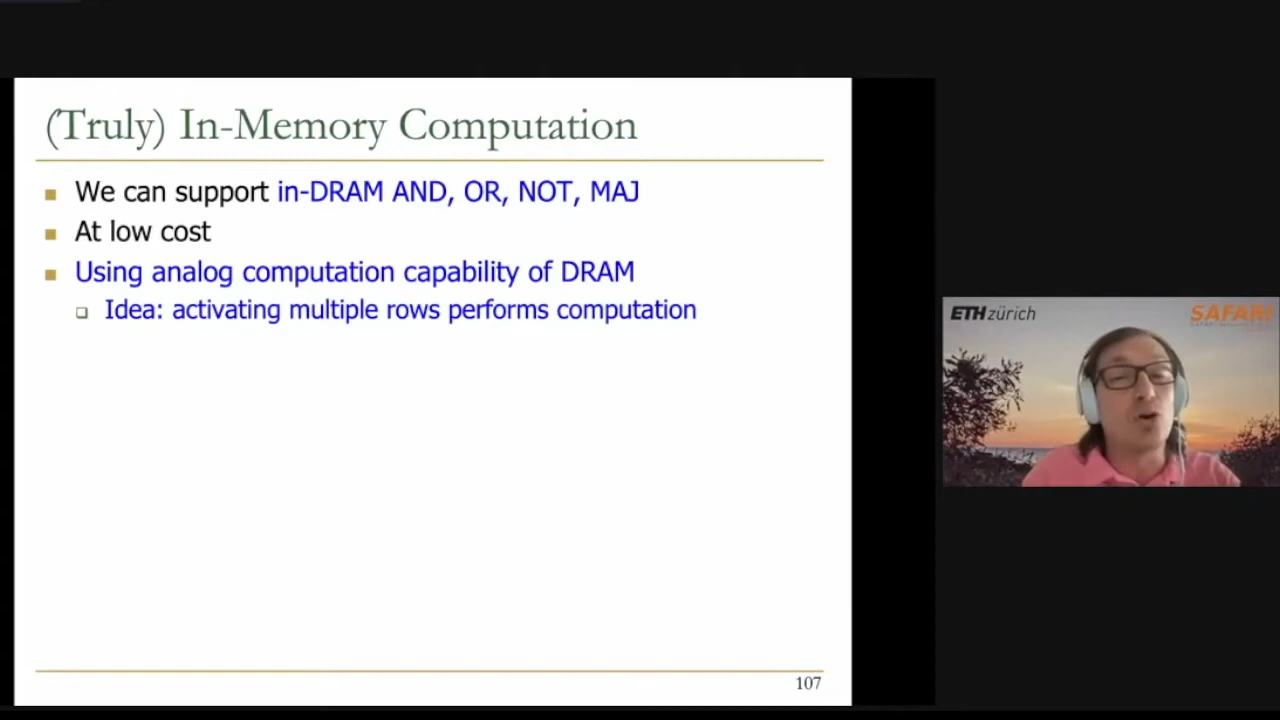 (Truly) In-Memory Computation
We can support in-DRAM AND, OR, NOT, MAJ
At low cost
Using analog computation capability of DRAM
Idea: activating multiple rows performs computation
107
ETH zürich
SAFARI